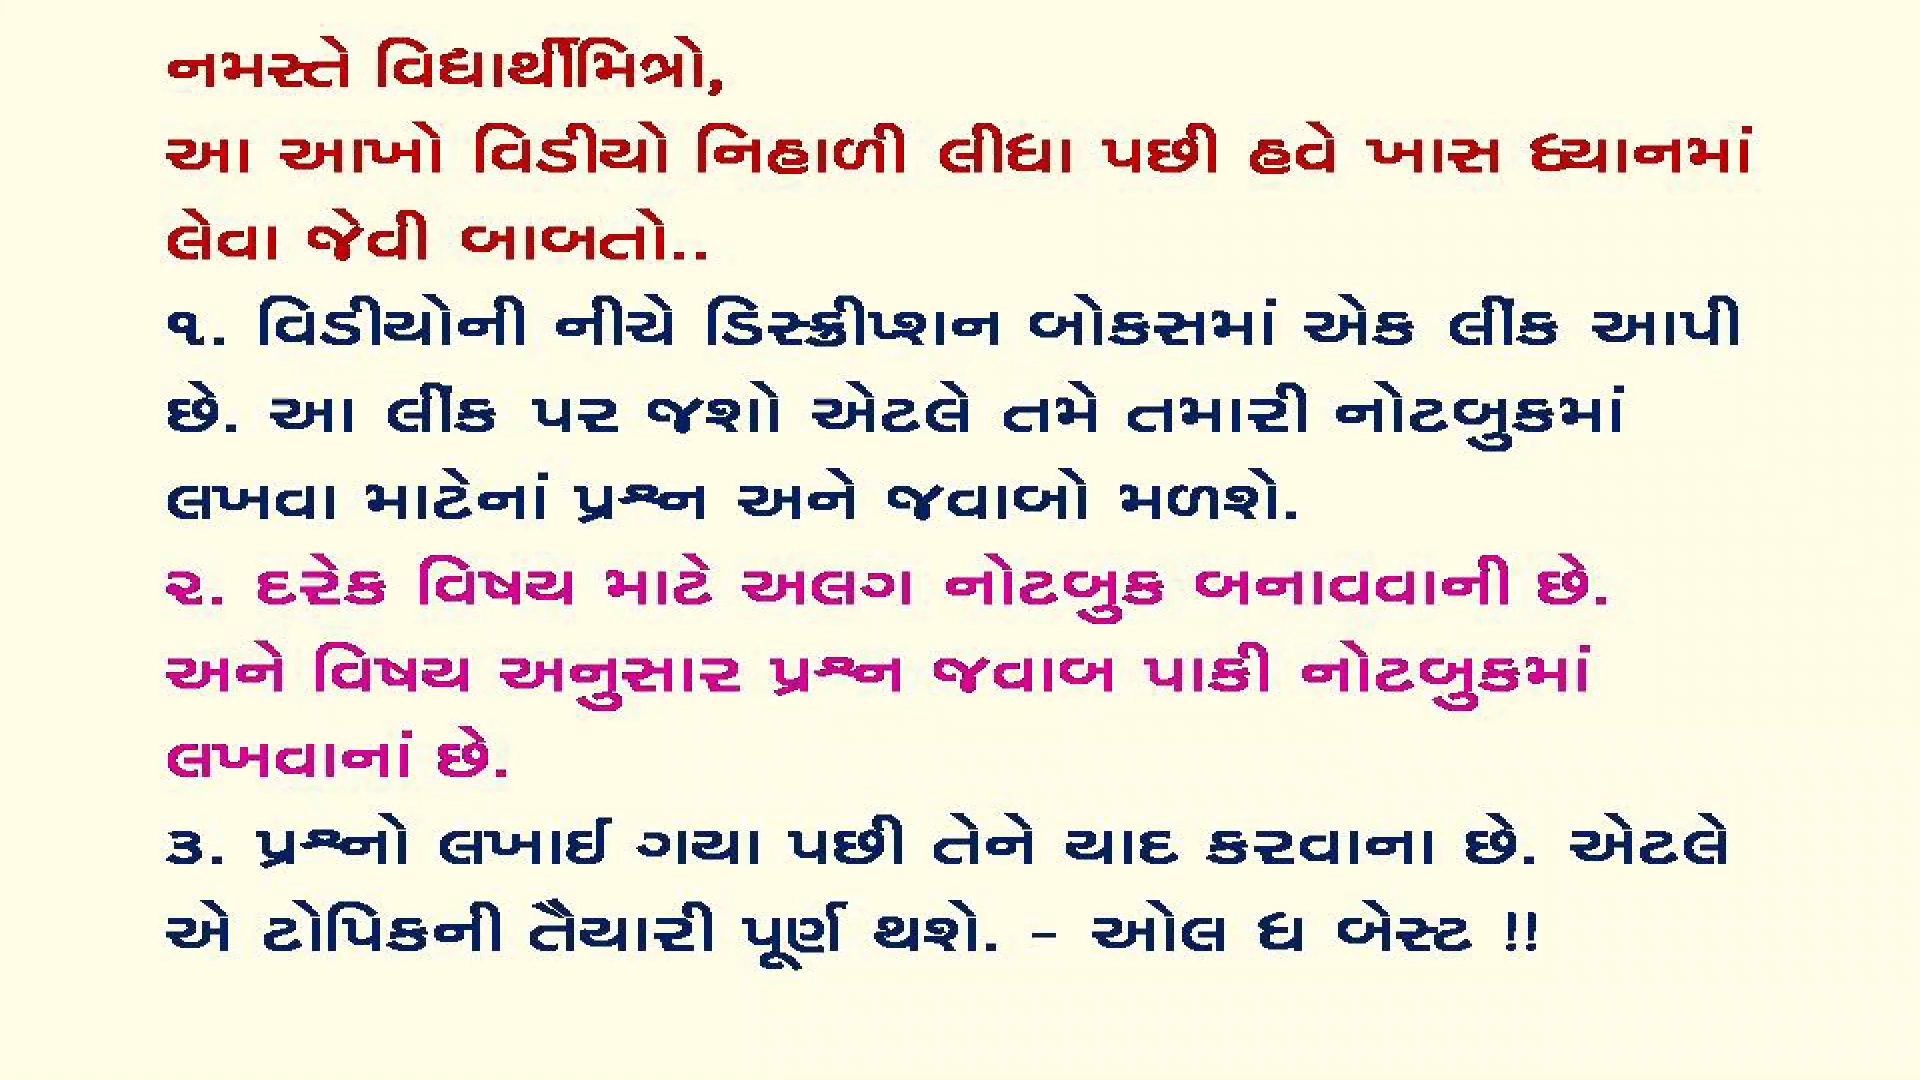 નમસ્તે વિદ્યાર્થીમિત્રો,
આ આખો વિડીયો નિહાળી લીધા પછી હવે ખાસ ધ્યાનમાં
લેવા જેવી બાબતો..
૧. વિડીયોની નીચે ડિસ્ક્રીપ્શન બોકસમાં એક લીંક આપી
છે. આ લીંક પર જશો એટલે તમે તમારી નોટબુકમાં
લખવા માટેનાં પ્રશ્ન અને જવાબો મળશે.
૨. દરેક વિષય માટે અલગ નોટબુક બનાવવાની છે.
અને વિષય અનુસાર પ્રશ્ન જવાબ પાકી નોટબુકમાં
લખવાનાં છે.
૩. પ્રશ્નો લખાઈ ગયા પછી તેને યાદ કરવાના છે. એટલે
એ ટોપિકની તૈયારી પૂર્ણ થશે. - ઓલ ધ બેસ્ટ !!